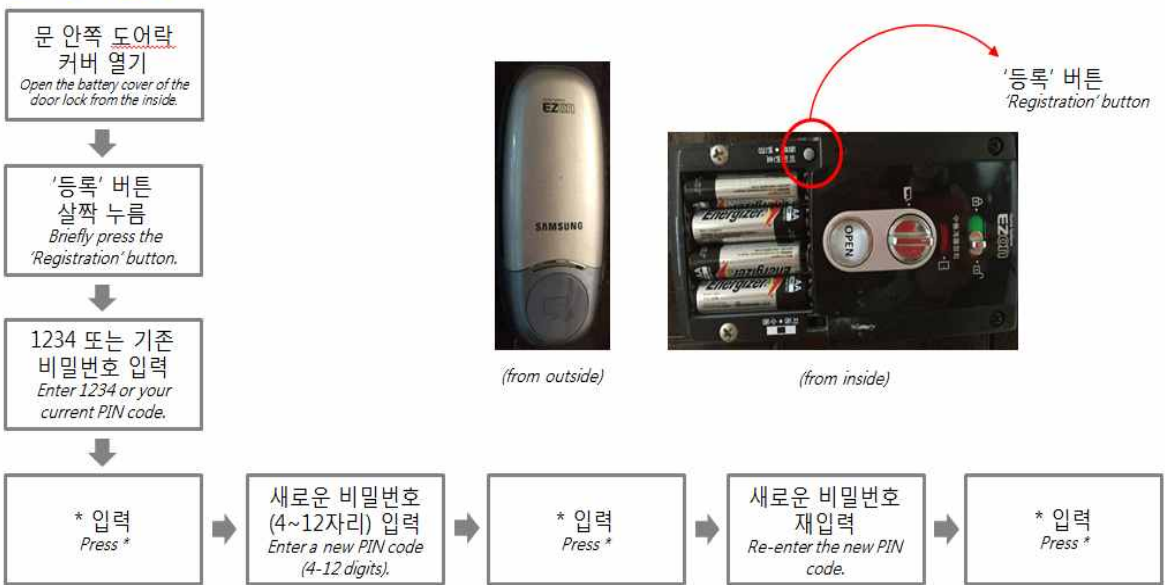 문 안쪽 도어락
커버 열기
Open the battery cover of the
door lock from the inside.
'등록' 버튼
살짝 누름
Briefly press the
'Registration' button.
1234 또는 기존
비밀번호 입력
Enter 1234 or your
current PIN code.
* 입력
Press *
새로운 비밀번호
(4~12자리) 입력
Enter a new PIN code
(4-12 digits).
* 입력
Press *
새로운 비밀번호
재입력
Re-enter the new PIN
code.
* 입력
Press *
EZON
SAMSUNG
(from outside)
'등록' 버튼
'Registration' button
Energizer
Energizer
Energizer
OPEN
EZON
(from inside)